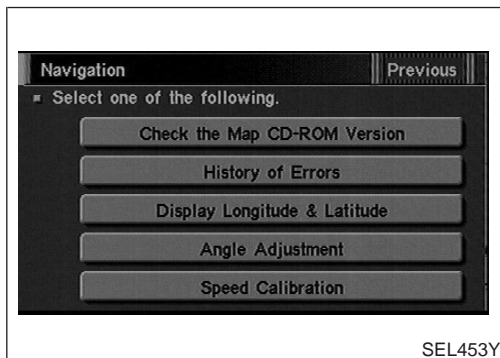 Navigation Previous
Select one of the following.
Check the Map CD-ROM Version
History of Errors
Display Longitude & Latitude
Angle Adjustment
Speed Calibration
SEL453Y